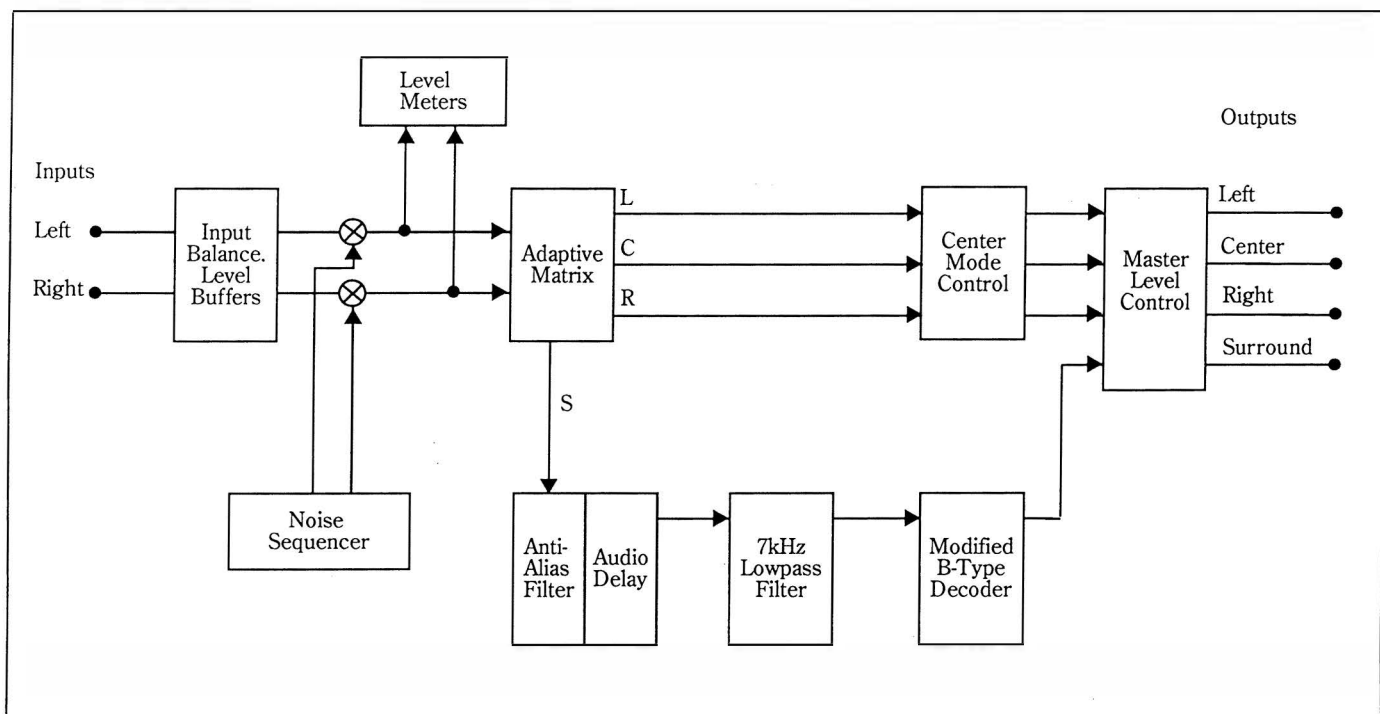 Level
Meters
Outputs
Inputs
Left
Right
Input
Balance.
Level
Buffers
Adaptive
Matrix
L
C
R
S
Center
Mode
Control
Master
Level
Control
Left
Center
Right
Surround
Noise
Sequencer
Anti-
Alias
Filter
Audio
Delay
7kHz
Lowpass
Filter
Modified
B-Type
Decoder